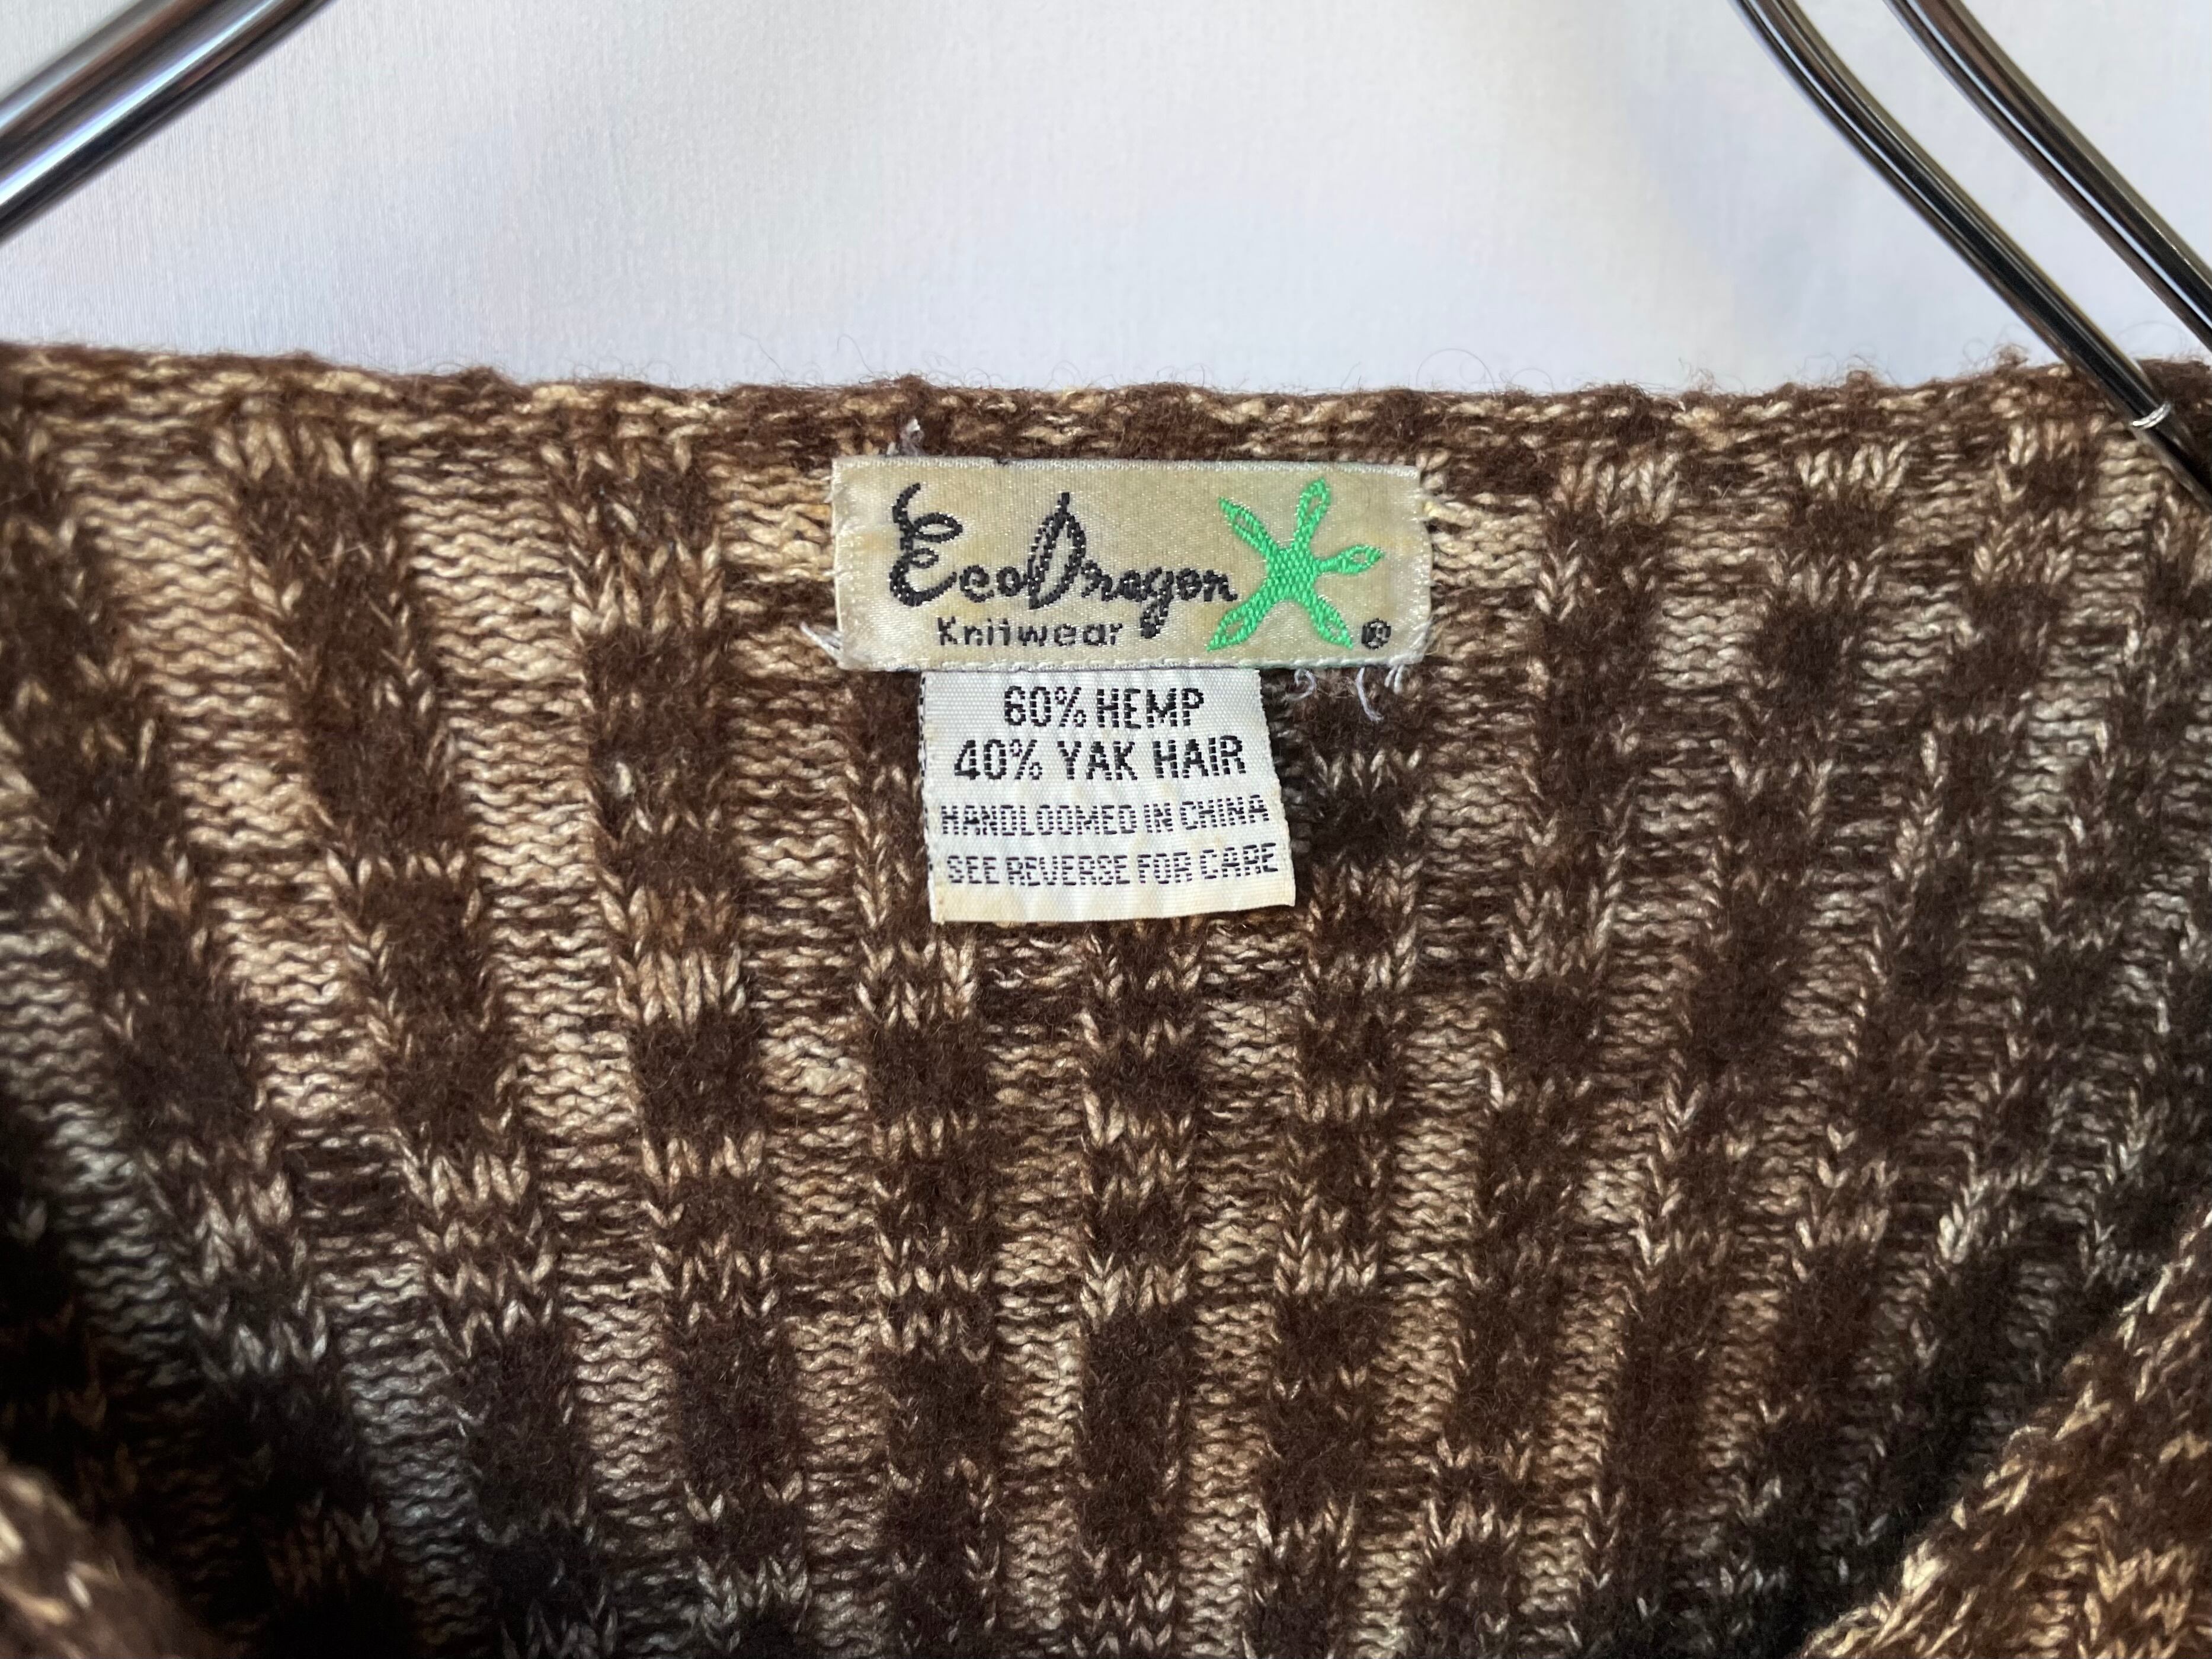 EcoDragon
Knitwear ®
60% HEMP
40% YAK HAIR
HANDLOOMED IN CHINA
SEE REVERSE FOR CARE